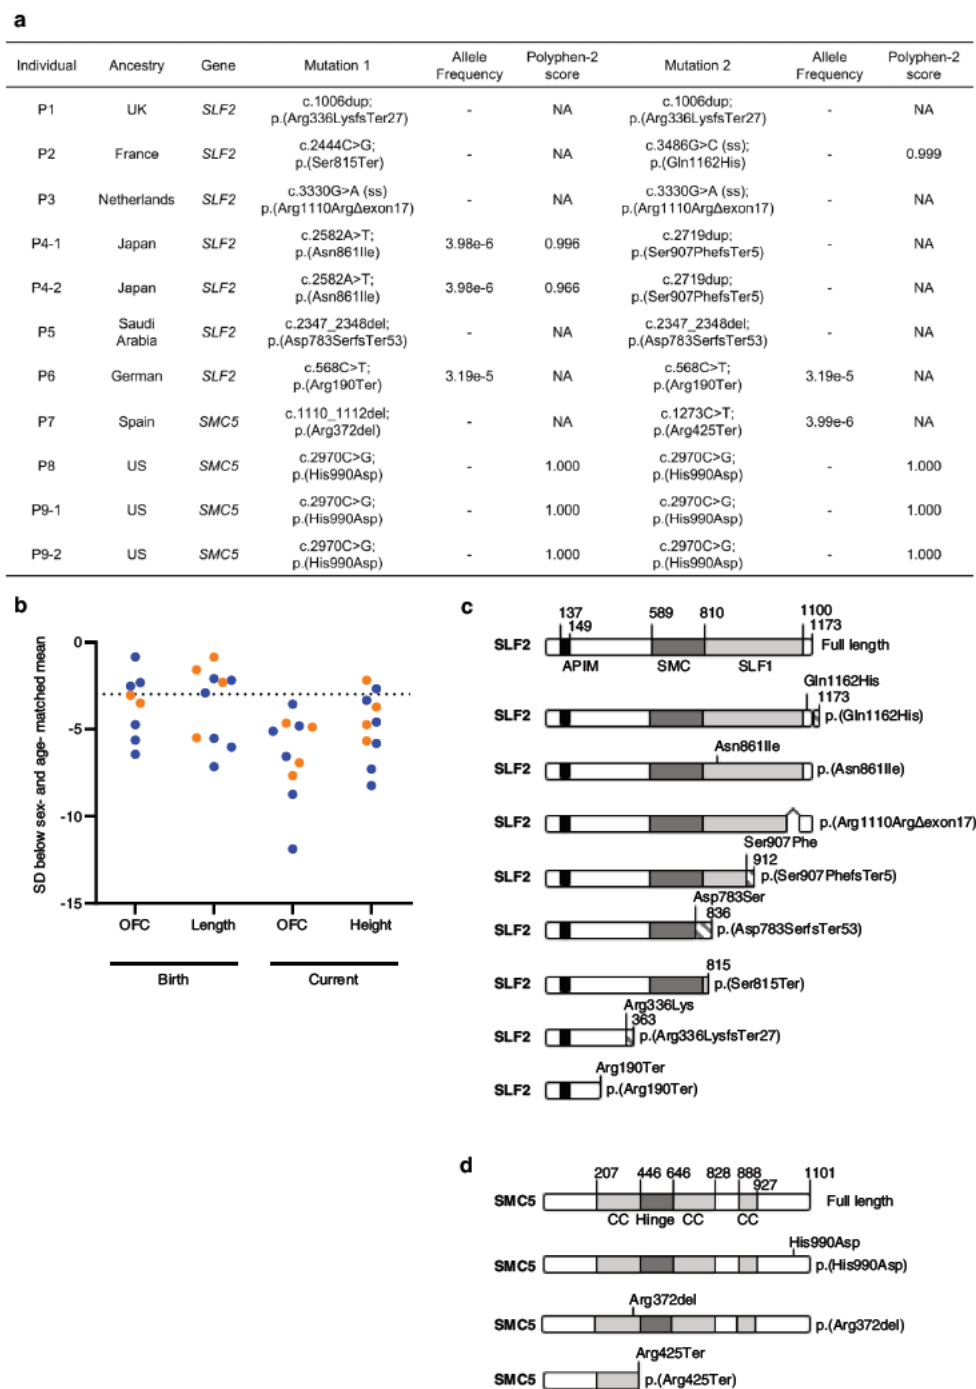 a
Individual Ancestry Gene Mutation 1 Allele Frequency Polyphen-2 score Mutation 2 Allele Frequency Polyphen-2 score
P1 UK SLF2 c.1006dup; p.(Arg336LysfsTer27) - NA c.1006dup; p.(Arg336LysfsTer27) - NA
P2 France SLF2 c.2444C>G; p.(Ser815Ter) - NA c.3486G>C (ss); p.(Gln1162His) - 0.999
P3 Netherlands SLF2 c.3330G>A (ss) p.(Arg1110ArgΔexon17) - NA c.3330G>A (ss); p.(Arg1110ArgΔexon17) - NA
P4-1 Japan SLF2 c.2582A>T; p.(Asn861Ile) 3.98e-6 0.996 c.2719dup; p.(Ser907PhefsTer5) - NA
P4-2 Japan SLF2 c.2582A>T; p.(Asn861Ile) 3.98e-6 0.966 c.2719dup; p.(Ser907PhefsTer5) - NA
P5 Saudi Arabia SLF2 c.2347_2348del; p.(Asp783SerfsTer53) - NA c.2347_2348del; p.(Asp783SerfsTer53) - NA
P6 German SLF2 c.568C>T; p.(Arg190Ter) 3.19e-5 NA c.568C>T; p.(Arg190Ter) 3.19e-5 NA
P7 Spain SMC5 c.1110_1112del; p.(Arg372del) - NA c.1273C>T; p.(Arg425Ter) 3.99e-6 NA
P8 US SMC5 c.2970C>G; p.(His990Asp) - 1.000 c.2970C>G; p.(His990Asp) - 1.000
P9-1 US SMC5 c.2970C>G; p.(His990Asp) - 1.000 c.2970C>G; p.(His990Asp) - 1.000
P9-2 US SMC5 c.2970C>G; p.(His990Asp) - 1.000 c.2970C>G; p.(His990Asp) - 1.000
b
SD below sex- and age- matched mean
0
-5
-10
-15
OFC Length OFC Height
Birth Current
c
137 589 810 1100
149 1173
SLF2 Full length
APIM SMC SLF1
Gln1162His
1173
SLF2 p.(Gln1162His)
Asn861Ile
SLF2 p.(Asn861Ile)
SLF2 p.(Arg1110ArgΔexon17)
Ser907Phe
912
SLF2 p.(Ser907PhefsTer5)
Asp783Ser
836
SLF2 p.(Asp783SerfsTer53)
815
SLF2 p.(Ser815Ter)
Arg336Lys
363
SLF2 p.(Arg336LysfsTer27)
Arg190Ter
SLF2 p.(Arg190Ter)
d
207 446 646 828 888 1101
927
SMC5 Full length
CC Hinge CC CC
His990Asp
SMC5 p.(His990Asp)
Arg372del
SMC5 p.(Arg372del)
Arg425Ter
SMC5 p.(Arg425Ter)